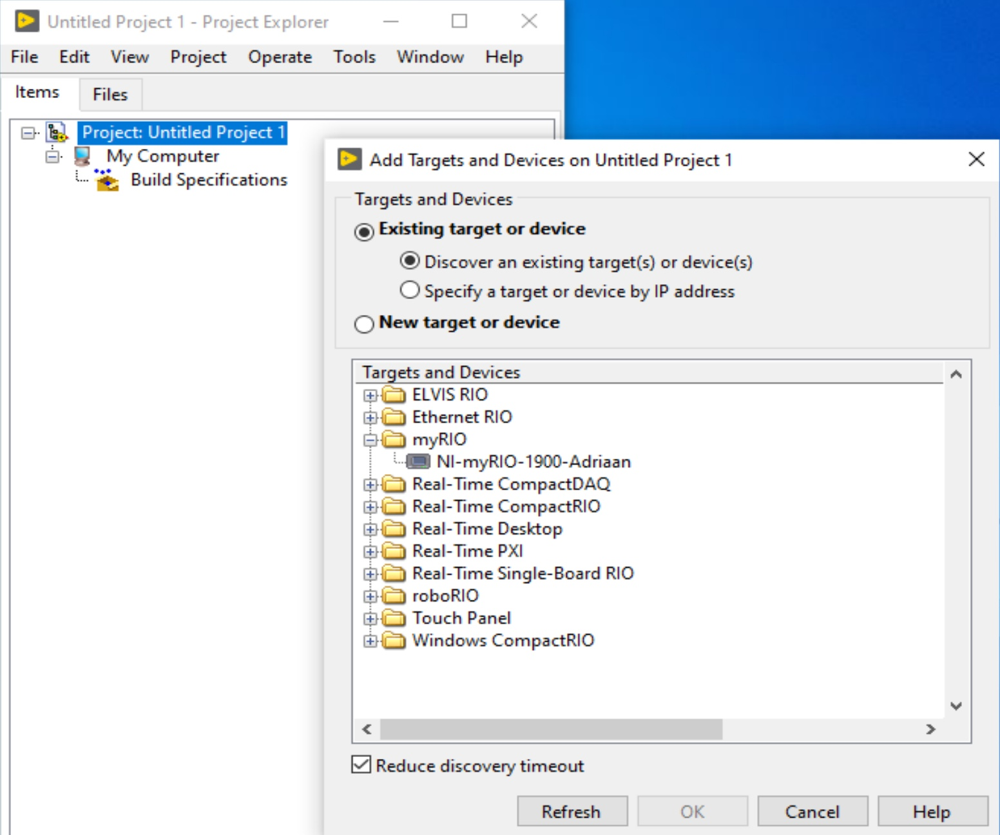 Untitled Project 1 - Project Explorer
File Edit View Project Operate Tools Window Help
Items Files
Project: Untitled Project 1
My Computer
Build Specifications
Add Targets and Devices on Untitled Project 1
Targets and Devices
Existing target or device
Discover an existing target(s) or device(s)
Specify a target or device by IP address
New target or device
Targets and Devices
ELVIS RIO
Ethernet RIO
myRIO
NI-myRIO-1900-Adriaan
Real-Time CompactDAQ
Real-Time CompactRIO
Real-Time Desktop
Real-Time PXI
Real-Time Single-Board RIO
roboRIO
Touch Panel
Windows CompactRIO
Reduce discovery timeout
Refresh OK Cancel Help